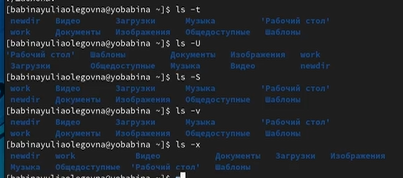 [babinayuliaolegovna@yobabina ~]$ ls -t
newdir Видео Загрузки Музыка 'Рабочий стол'
work Документы Изображения Общедоступные Шаблоны
[babinayuliaolegovna@yobabina ~]$ ls -U
'Рабочий стол' Шаблоны Документы Изображения work
Загрузки Общедоступные Музыка Видео newdir
[babinayuliaolegovna@yobabina ~]$ ls -S
work Видео Загрузки Музыка 'Рабочий стол'
newdir Документы Изображения Общедоступные Шаблоны
[babinayuliaolegovna@yobabina ~]$ ls -v
newdir Видео Загрузки Музыка 'Рабочий стол'
work Документы Изображения Общедоступные Шаблоны
[babinayuliaolegovna@yobabina ~]$ ls -x
newdir work Видео Документы Загрузки Изображения
Музыка Общедоступные 'Рабочий стол' Шаблоны